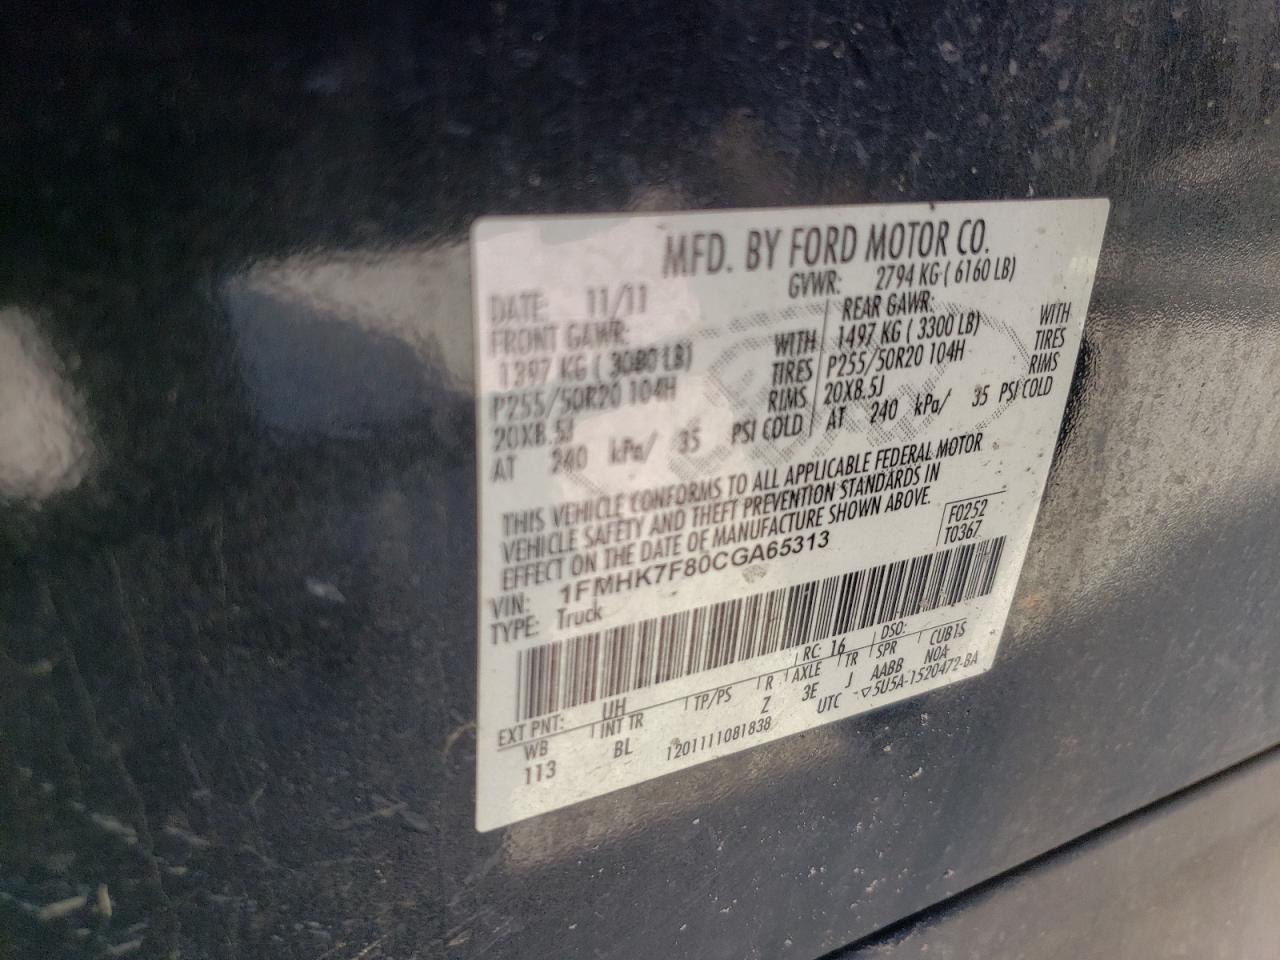 MFD. BY FORD MOTOR CO.
DATE: 11/11 GVWR: 2794 KG ( 6160 LB)
FRONT GAWR: REAR GAWR:
1397 KG ( 3080 LB) WITH 1497 KG ( 3300 LB) WITH
P255/50R20 104H TIRES P255/50R20 104H TIRES
20X8.5J RIMS 20X8.5J RIMS
AT 240 kPa/ 35 PSI COLD AT 240 kPa/ 35 PSI COLD
THIS VEHICLE CONFORMS TO ALL APPLICABLE FEDERAL MOTOR
VEHICLE SAFETY AND THEFT PREVENTION STANDARDS IN
EFFECT ON THE DATE OF MANUFACTURE SHOWN ABOVE.
F0252
T0367
VIN: 1FMHK7F80CGA65313
TYPE: Truck
EXT PNT: UH RC: 16 DSO:
WB INT TR TP/PS R AXLE TR SPR CUB1S
113 BL Z 3E J AABB NOA
1201111081838 UTC 5U5A-1520472-BA